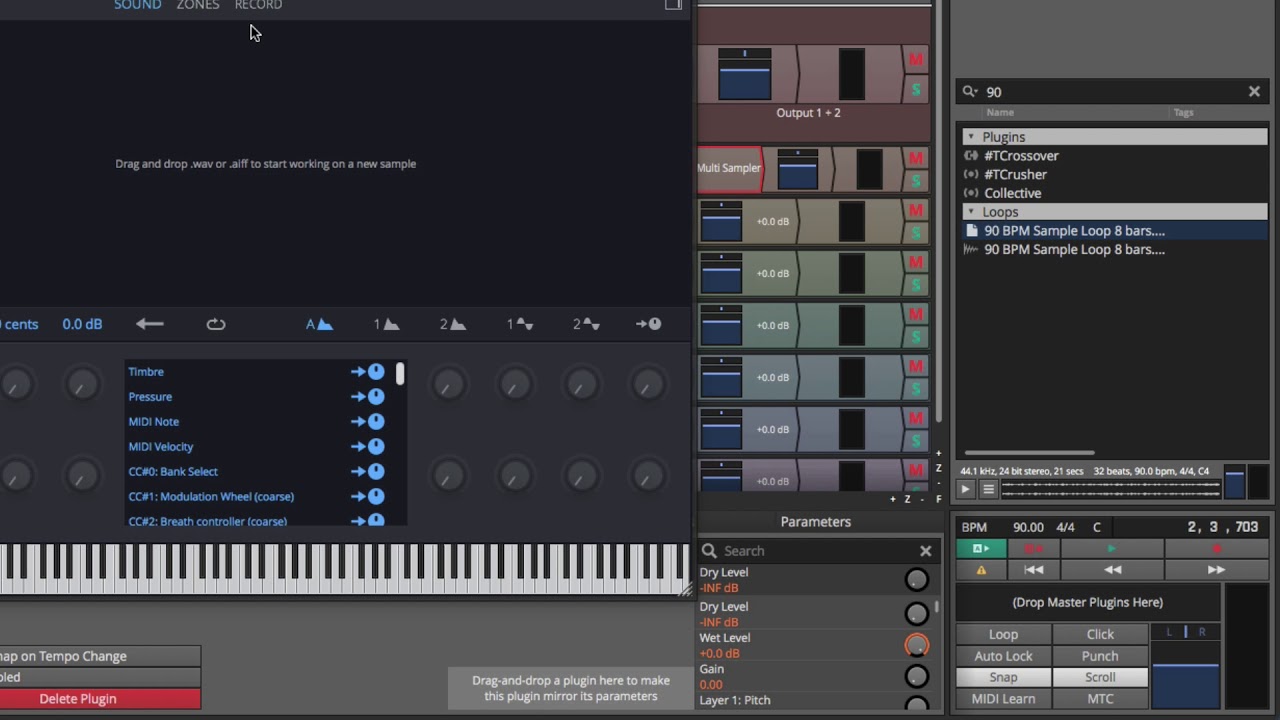 SOUND ZONES RECORD
Drag and drop .wav or .aiff to start working on a new sample
cents 0.0 dB A 1 2 1 2
Timbre
Pressure
MIDI Note
MIDI Velocity
CC#0: Bank Select
CC#1: Modulation Wheel (coarse)
CC#2: Breath controller (coarse)
nap on Tempo Change
Delete Plugin
Drag-and-drop a plugin here to make
this plugin mirror its parameters
M
S
Output 1 + 2
Multi Sampler
M
S
+0.0 dB
M
S
+0.0 dB
M
S
+0.0 dB
M
S
+0.0 dB
M
S
+0.0 dB
M
S
+0.0 dB
M
+
Z
-
+ Z - F
Parameters
Search
Dry Level
-INF dB
Dry Level
-INF dB
Wet Level
+0.0 dB
Gain
0.00
Layer 1: Pitch
90
Name Tags
Plugins
#TCrossover
#TCrusher
Collective
Loops
90 BPM Sample Loop 8 bars....
90 BPM Sample Loop 8 bars....
44.1 kHz, 24 bit stereo, 21 secs 32 beats, 90.0 bpm, 4/4, C4
BPM 90.00 4/4 C 2, 3, 703
A
(Drop Master Plugins Here)
Loop Click L R
Auto Lock Punch
Snap Scroll
MIDI Learn MTC